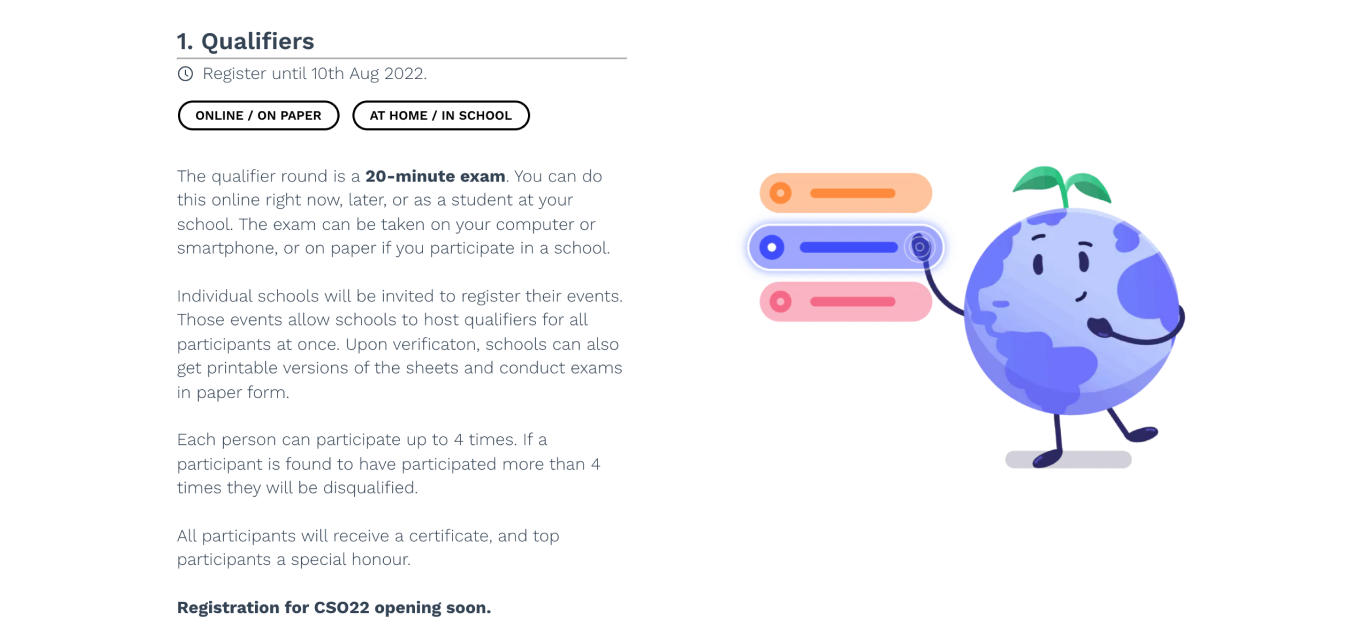 1. Qualifiers
Register until 10th Aug 2022.
ONLINE / ON PAPER
AT HOME / IN SCHOOL
The qualifier round is a 20-minute exam. You can do
this online right now, later, or as a student at your
school. The exam can be taken on your computer or
smartphone, or on paper if you participate in a school.
Individual schools will be invited to register their events.
Those events allow schools to host qualifiers for all
participants at once. Upon verificaton, schools can also
get printable versions of the sheets and conduct exams
in paper form.
Each person can participate up to 4 times. If a
participant is found to have participated more than 4
times they will be disqualified.
All participants will receive a certificate, and top
participants a special honour.
Registration for CSO22 opening soon.